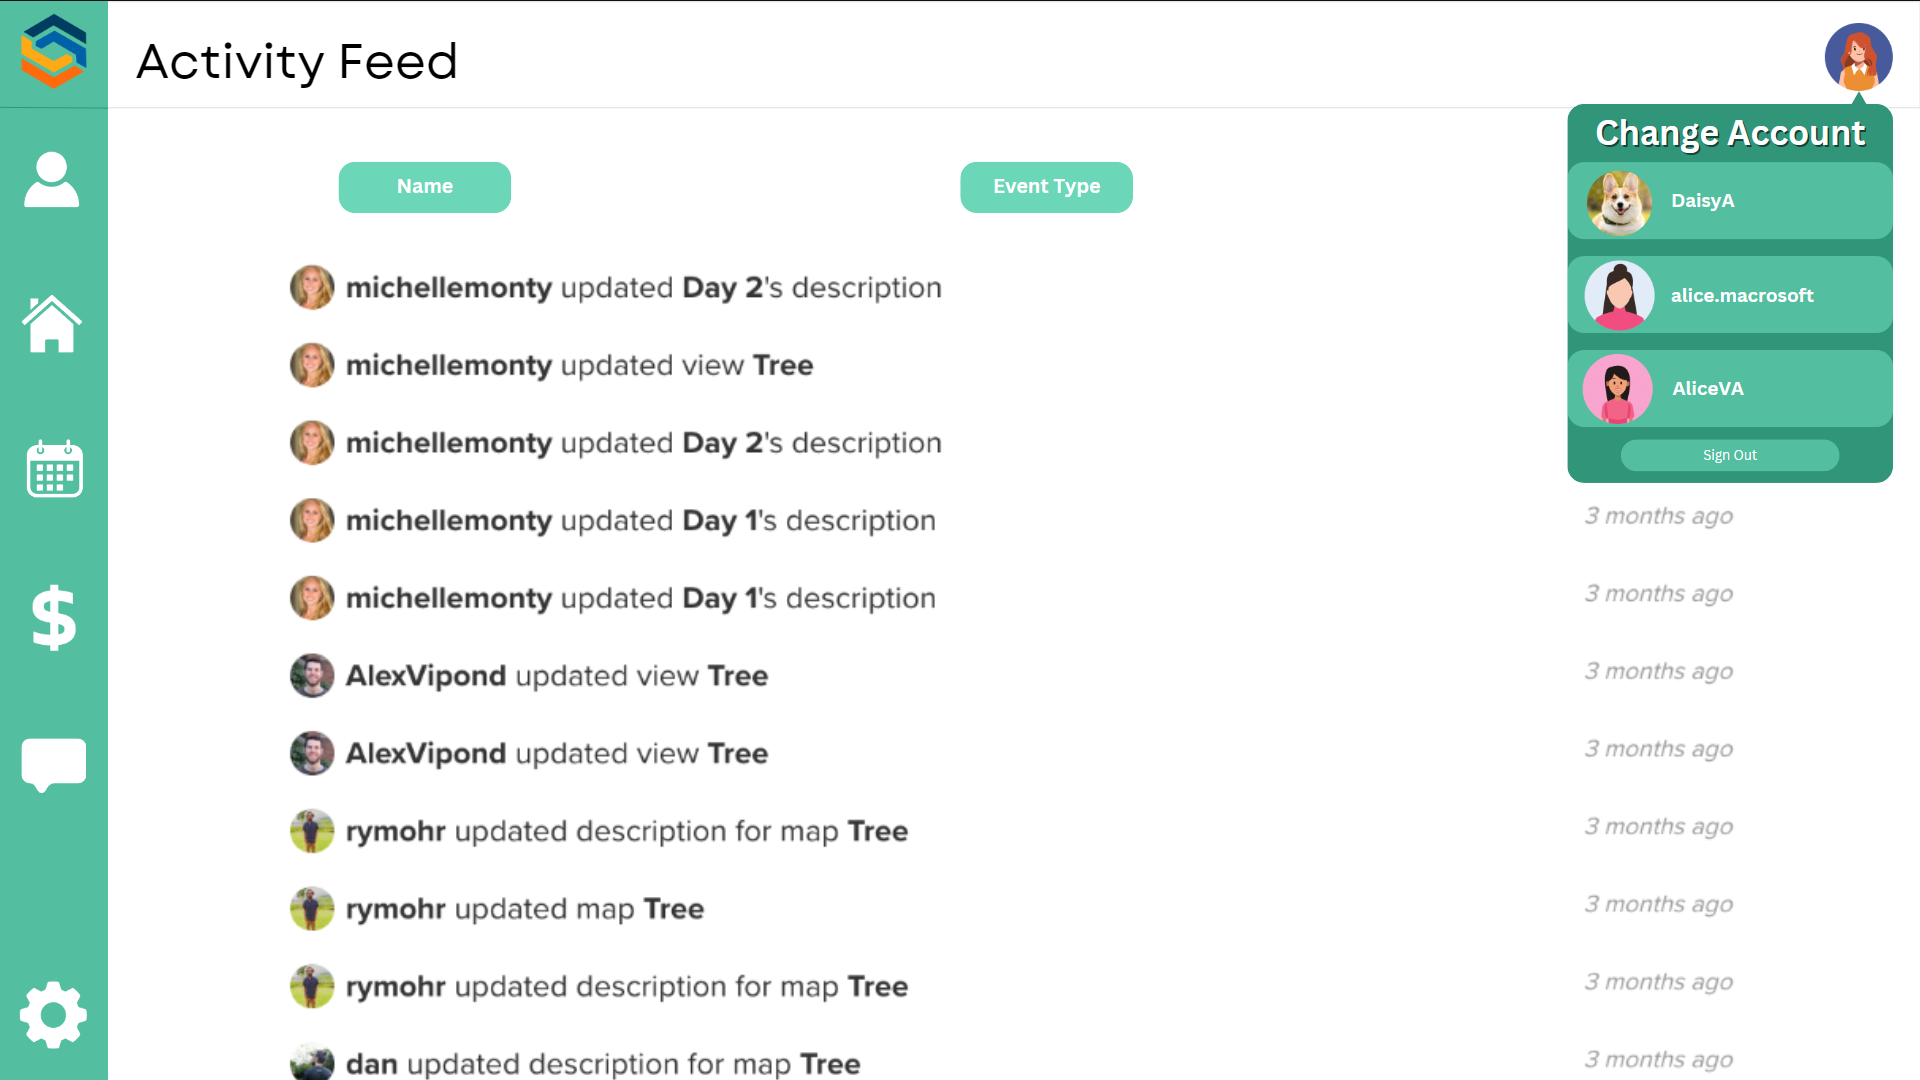 Activity Feed
Change Account
Name
Event Type
DaisyA
alice.macrosoft
AliceVA
Sign Out
michellemonty updated Day 2's description
michellemonty updated view Tree
michellemonty updated Day 2's description
michellemonty updated Day 1's description 3 months ago
michellemonty updated Day 1's description 3 months ago
AlexVipond updated view Tree 3 months ago
AlexVipond updated view Tree 3 months ago
rymohr updated description for map Tree 3 months ago
rymohr updated map Tree 3 months ago
rymohr updated description for map Tree 3 months ago
dan updated description for map Tree 3 months ago